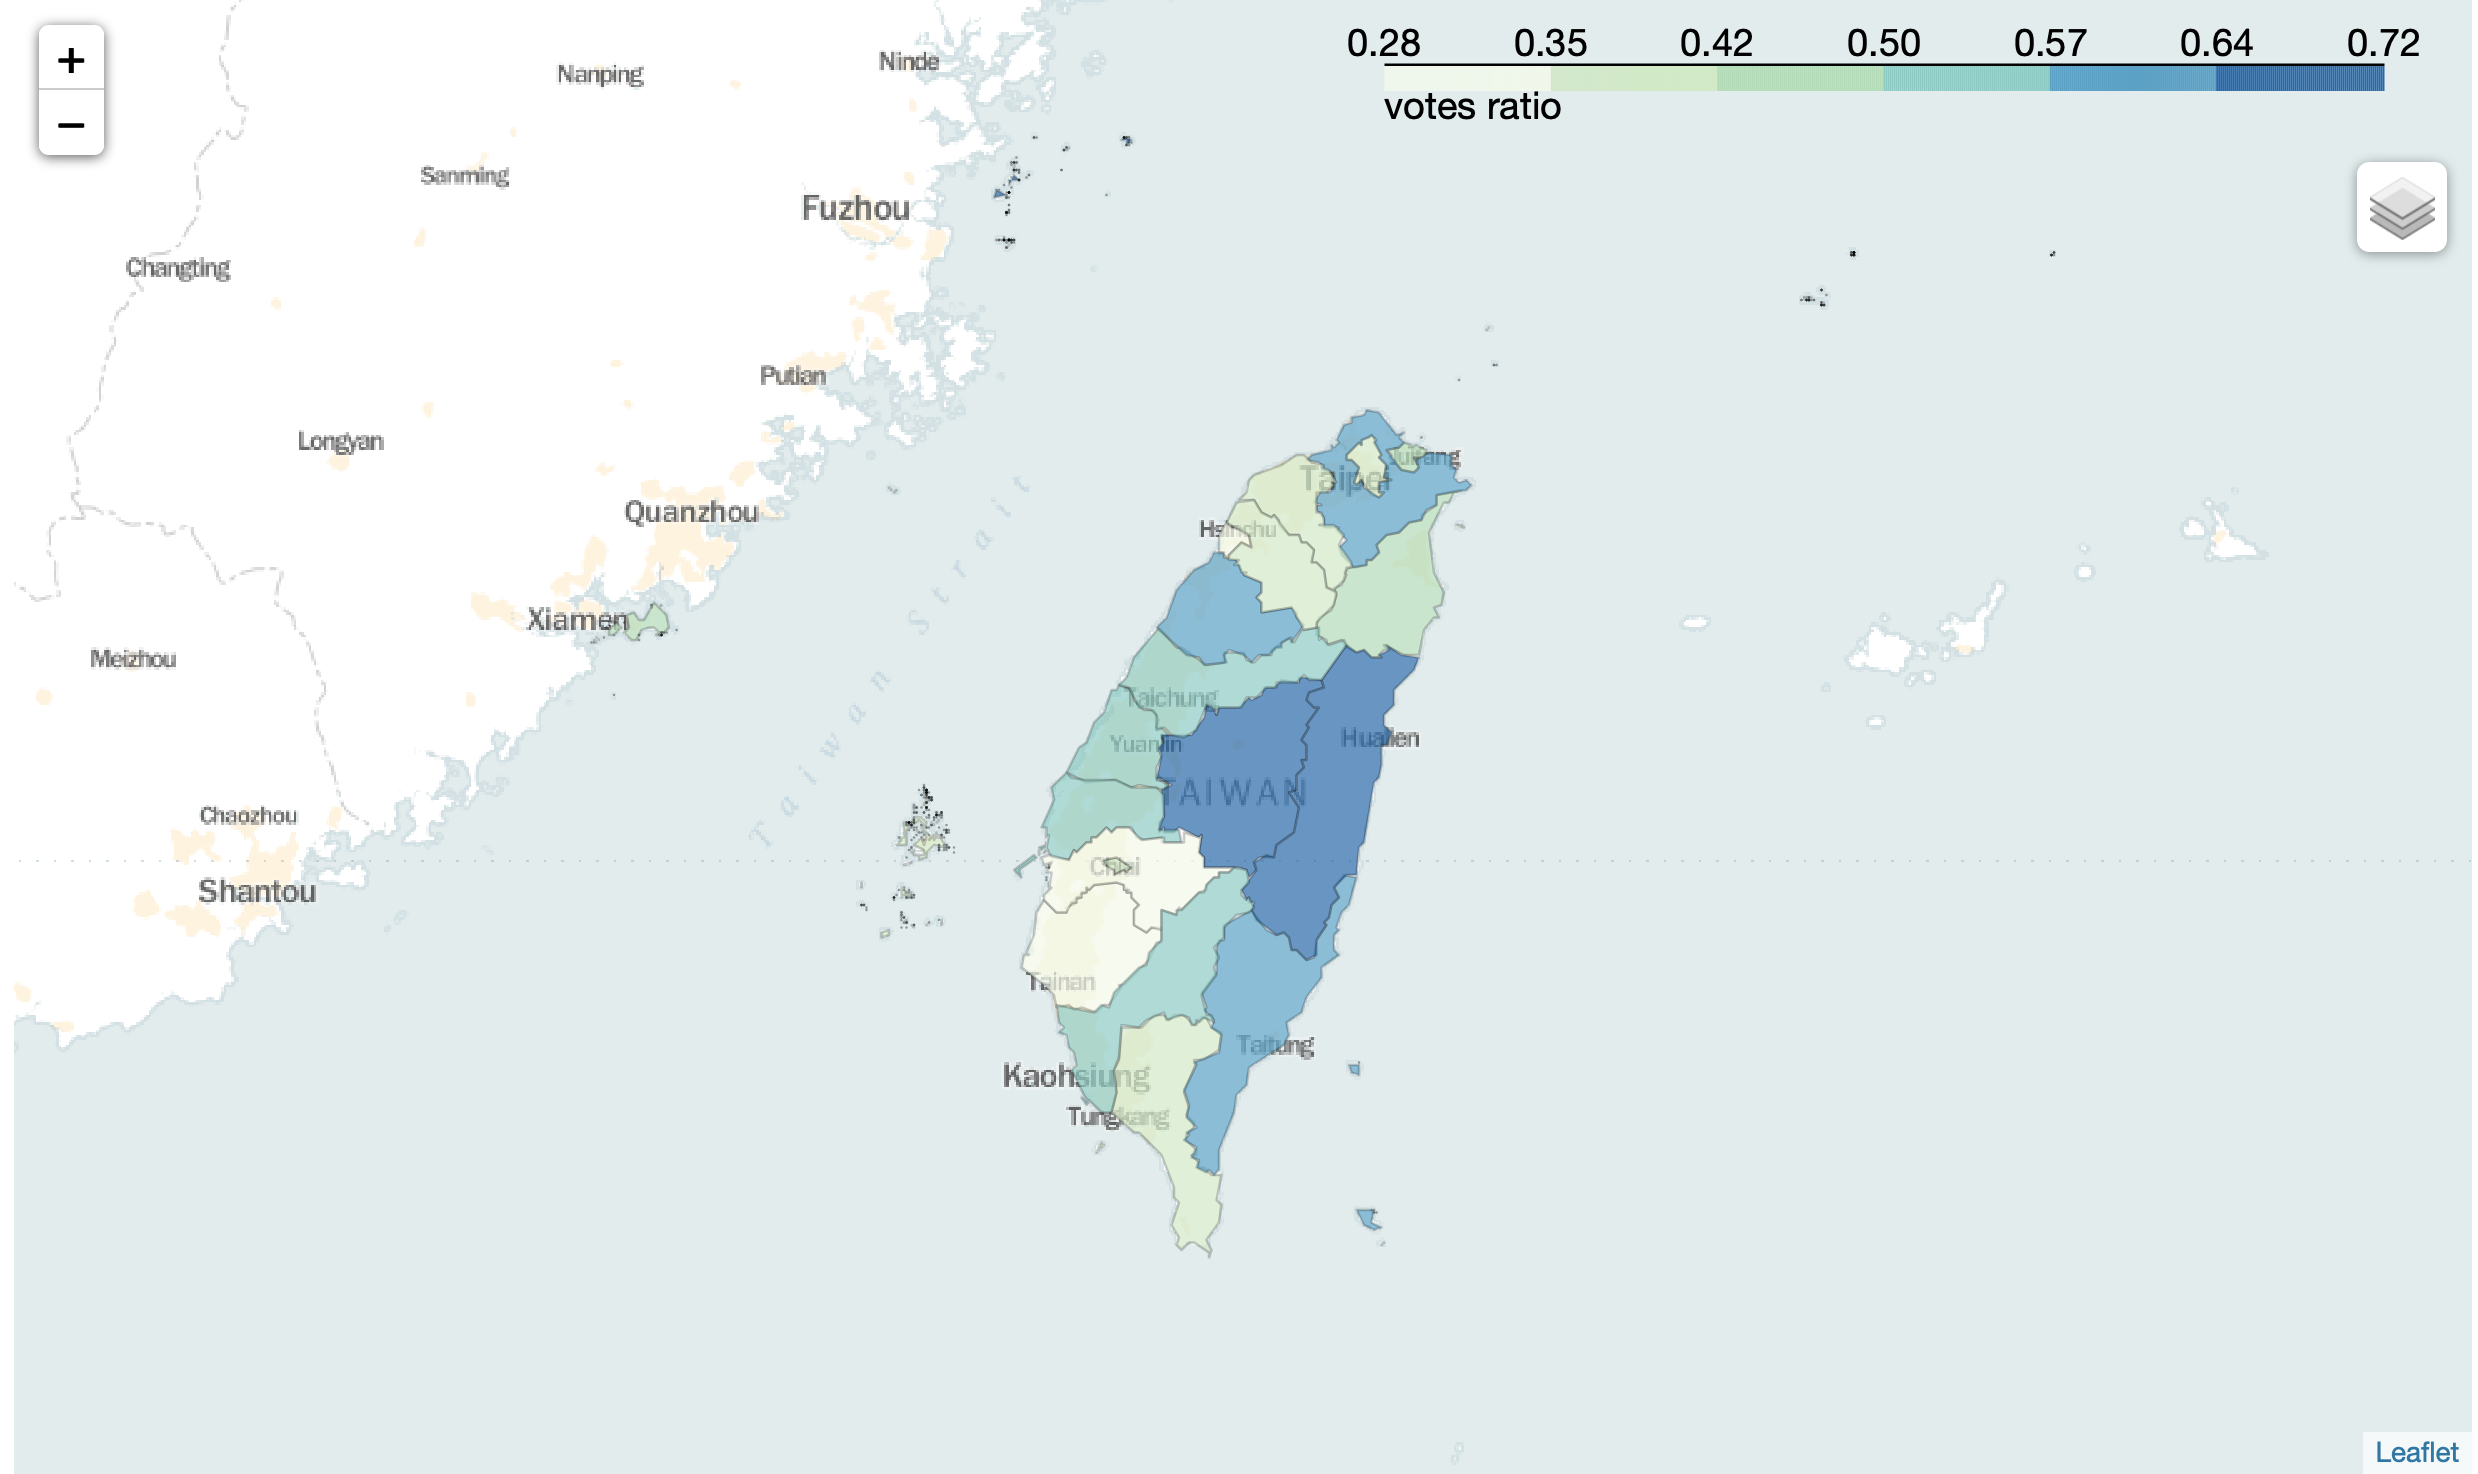 +
−
0.28 0.35 0.42 0.50 0.57 0.64 0.72
votes ratio
Ninde
Nanping
Sanming
Fuzhou
Changting
Putian
Longyan
Juifang
Taipei
Quanzhou
Hsinchu
Xiamen
Meizhou
Taiwan Strait
Taichung
Yuanlin
Hualien
TAIWAN
Chaozhou
Chiai
Shantou
Tainan
Taitung
Kaohsiung
Tungkang
Leaflet